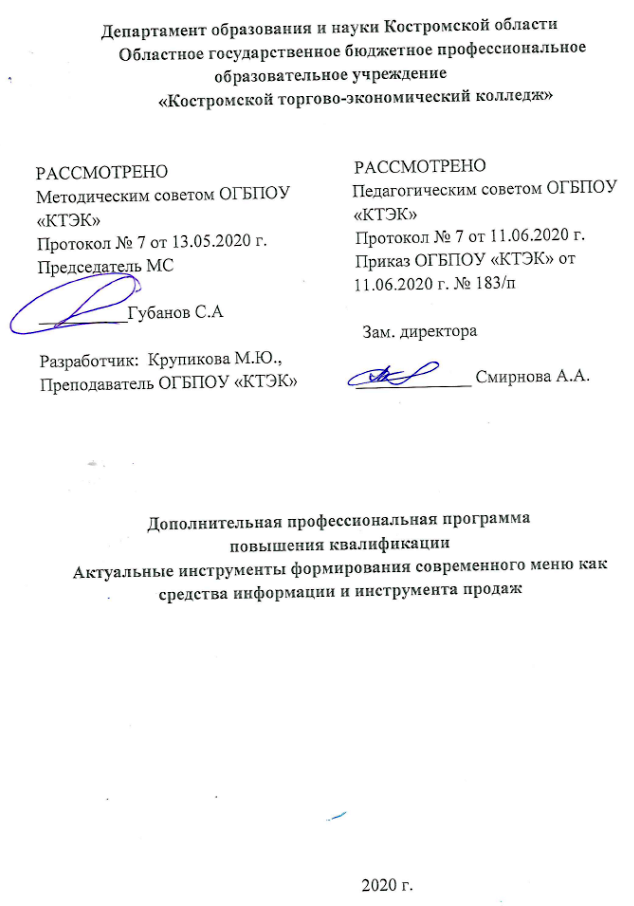 Департамент образования и науки Костромской области
Областное государственное бюджетное профессиональное
образовательное учреждение
«Костромской торгово-экономический колледж»
РАССМОТРЕНО
Методическим советом ОГБПОУ
«КТЭК»
Протокол № 7 от 13.05.2020 г.
Председатель МС
____________Губанов С.А
Разработчик: Крупикова М.Ю.,
Преподаватель ОГБПОУ «КТЭК»
РАССМОТРЕНО
Педагогическим советом ОГБПОУ
«КТЭК»
Протокол № 7 от 11.06.2020 г.
Приказ ОГБПОУ «КТЭК» от
11.06.2020 г. № 183/п
Зам. директора
_____________ Смирнова А.А.
Дополнительная профессиональная программа
повышения квалификации
Актуальные инструменты формирования современного меню как
средства информации и инструмента продаж
2020 г.